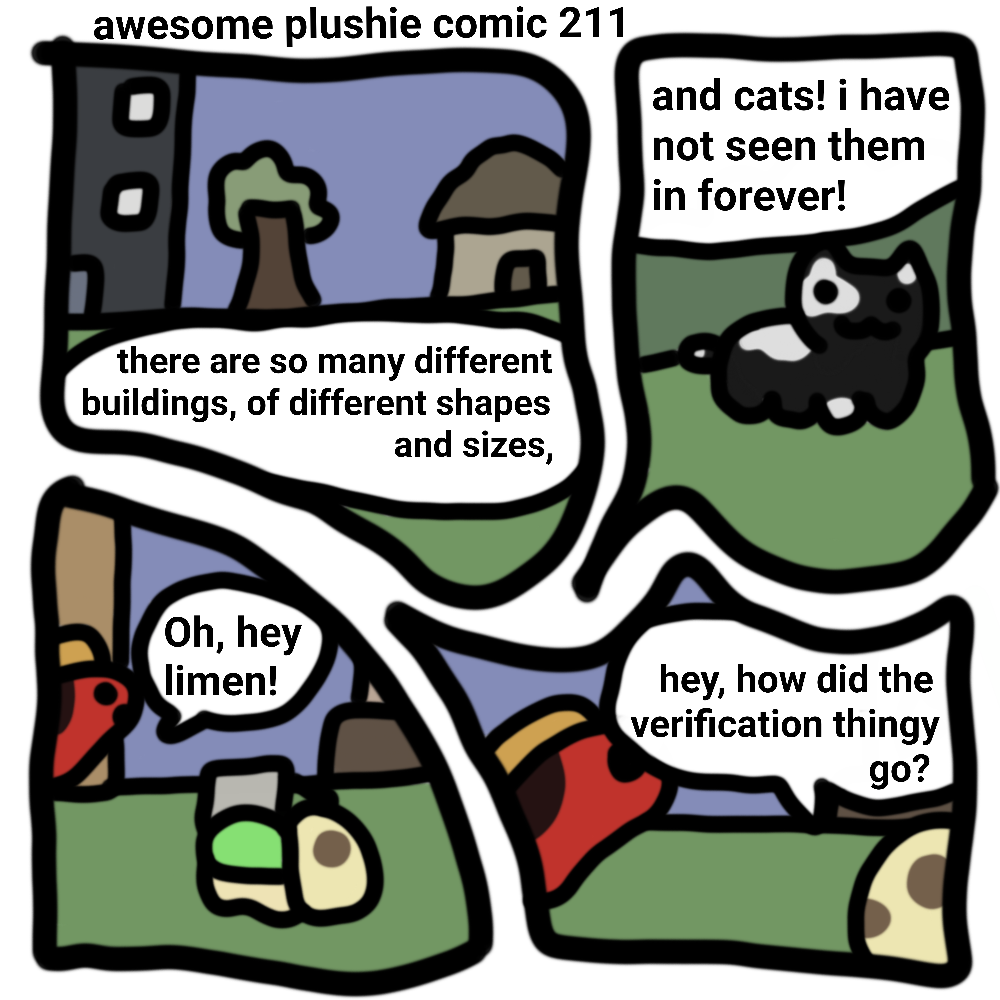 awesome plushie comic 211
there are so many different
buildings, of different shapes
and sizes,
and cats! i have
not seen them
in forever!
Oh, hey
limen!
hey, how did the
verification thingy
go?